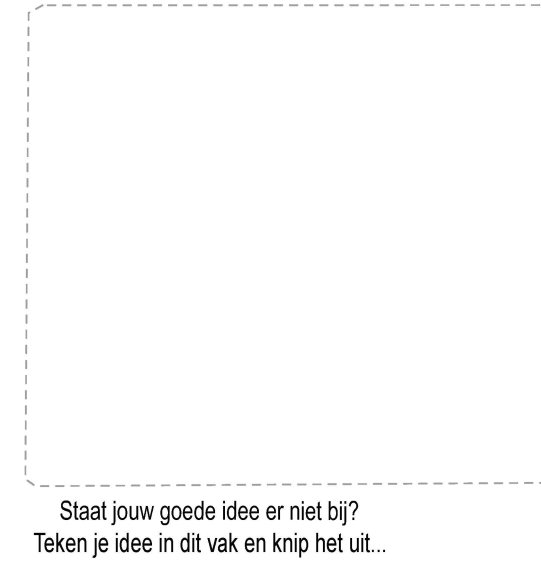 Staat jouw goede idee er niet bij?
Teken je idee in dit vak en knip het uit...